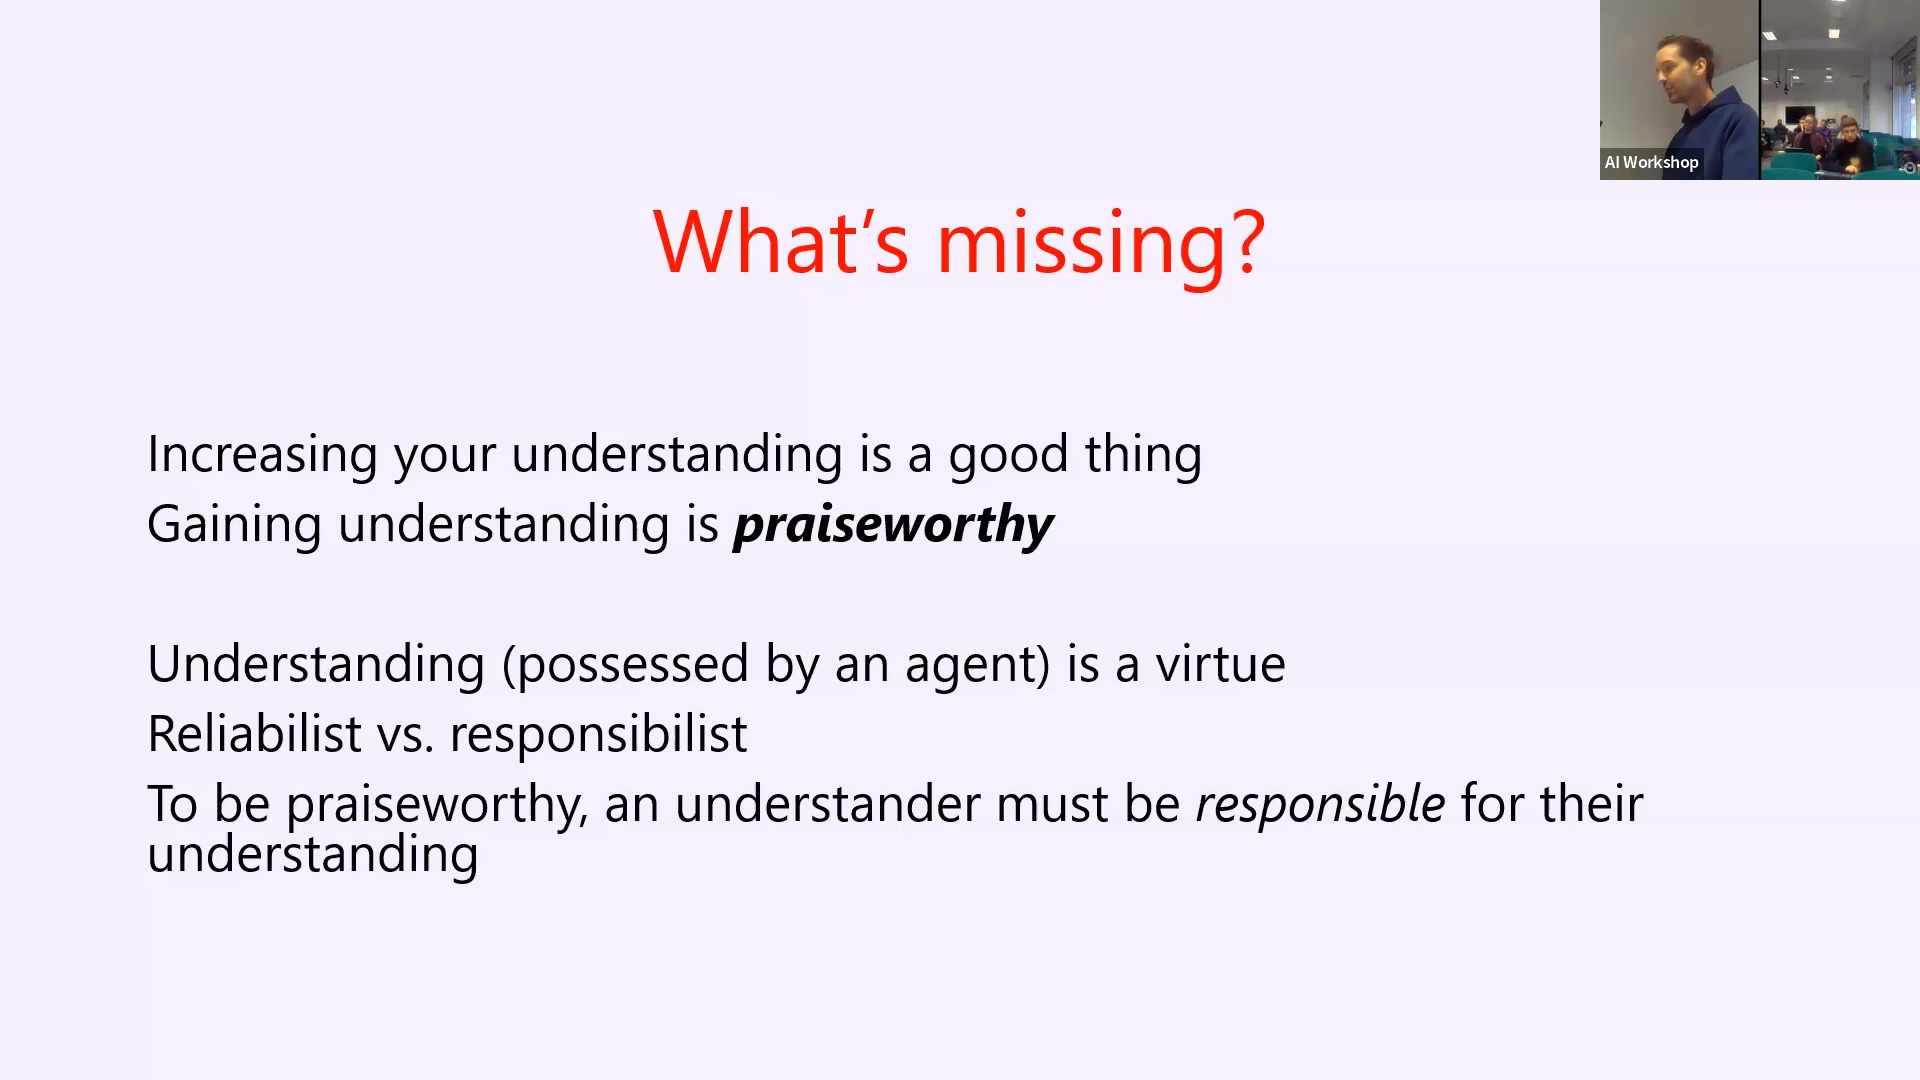 AI Workshop
What's missing?
Increasing your understanding is a good thing
Gaining understanding is praiseworthy
Understanding (possessed by an agent) is a virtue
Reliabilist vs. responsibilist
To be praiseworthy, an understander must be responsible for their
understanding